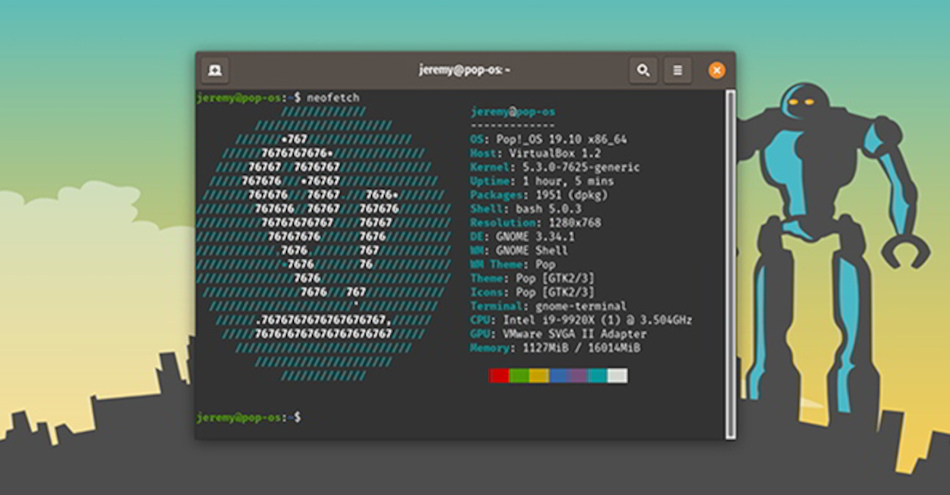 jeremy@pop-os: ~
jeremy@pop-os:~$ neofetch
/////////////
/////////////////////
jeremy@pop-os
-------------
OS: Pop!_OS 19.10 x86_64
Host: VirtualBox 1.2
Kernel: 5.3.0-7625-generic
Uptime: 1 hour, 5 mins
Packages: 1951 (dpkg)
Shell: bash 5.0.3
Resolution: 1280x768
DE: GNOME 3.34.1
WM: GNOME Shell
WM Theme: Pop
Theme: Pop [GTK2/3]
Icons: Pop [GTK2/3]
Terminal: gnome-terminal
CPU: Intel i9-9920X (1) @ 3.504GHz
GPU: VMware SVGA II Adapter
Memory: 1127MiB / 16014MiB
jeremy@pop-os:~$